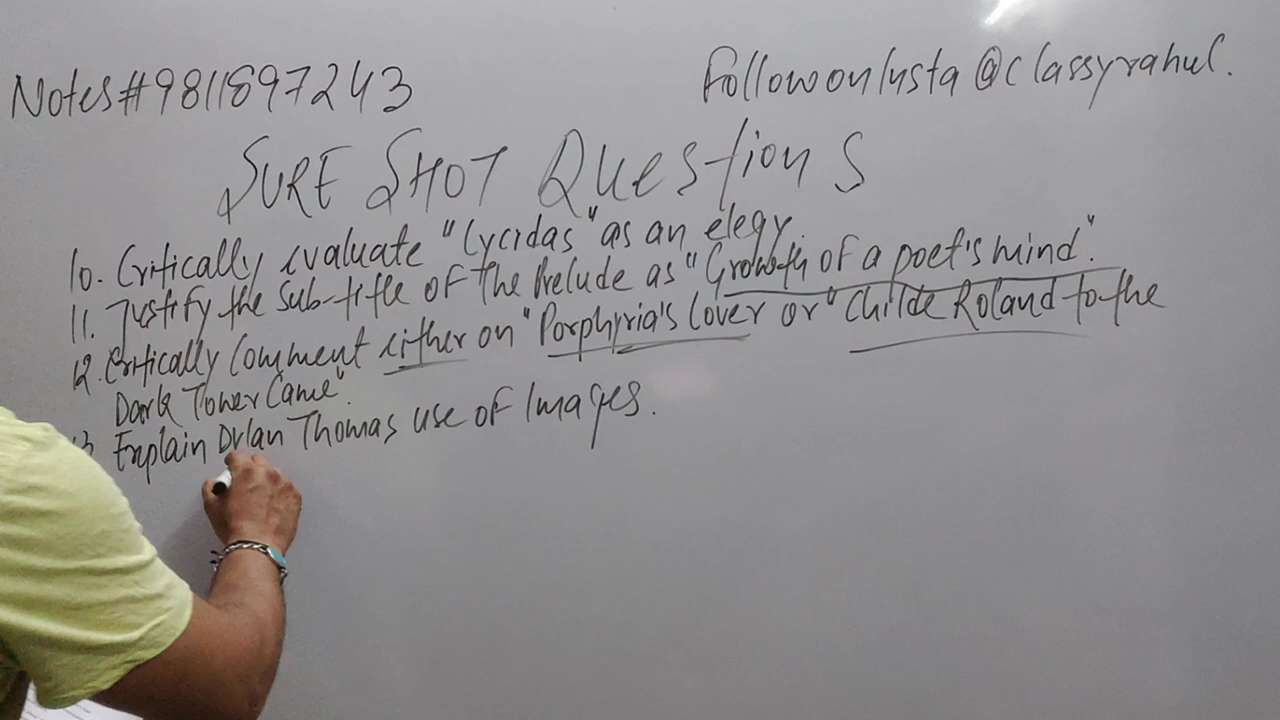 Notes#9811897243
Follow on Insta @classyrahul.
SURE SHOT QUESTIONS
10. Critically evaluate "Lycidas" as an elegy.
11. Justify the Sub-title of the Prelude as "Growth of a poet's mind".
12. Critically Comment either on "Porphyria's Lover or "Childe Roland to the
Dark Tower Came".
Explain Dylan Thomas use of Images.